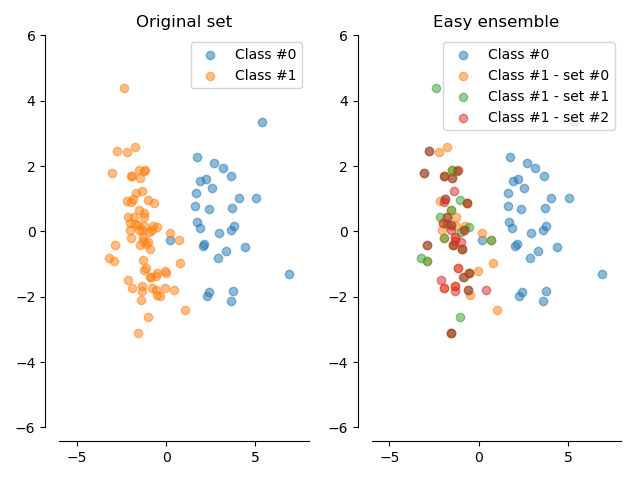 Original set
Class #0
Class #1
6
4
2
0
−2
−4
−6
−5
0
5
Easy ensemble
Class #0
Class #1 - set #0
Class #1 - set #1
Class #1 - set #2
6
4
2
0
−2
−4
−6
−5
0
5